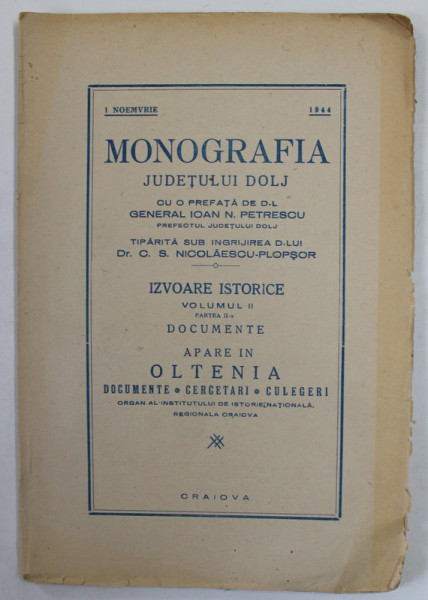 1 NOEMVRIE 1944
MONOGRAFIA
JUDEȚULUI DOLJ
CU O PREFAȚĂ DE D-L
GENERAL IOAN N. PETRESCU
PREFECTUL JUDEȚULUI DOLJ
TIPĂRITĂ SUB INGRIJIREA D-LUI
Dr. C. S. NICOLĂESCU-PLOPȘOR
IZVOARE ISTORICE
VOLUMUL II
PARTEA II-a
DOCUMENTE
APARE IN
OLTENIA
DOCUMENTE • CERCETARI • CULEGERI
ORGAN AL INSTITUTULUI DE ISTORIE NAȚIONALĂ,
REGIONALA CRAIOVA
CRAIOVA